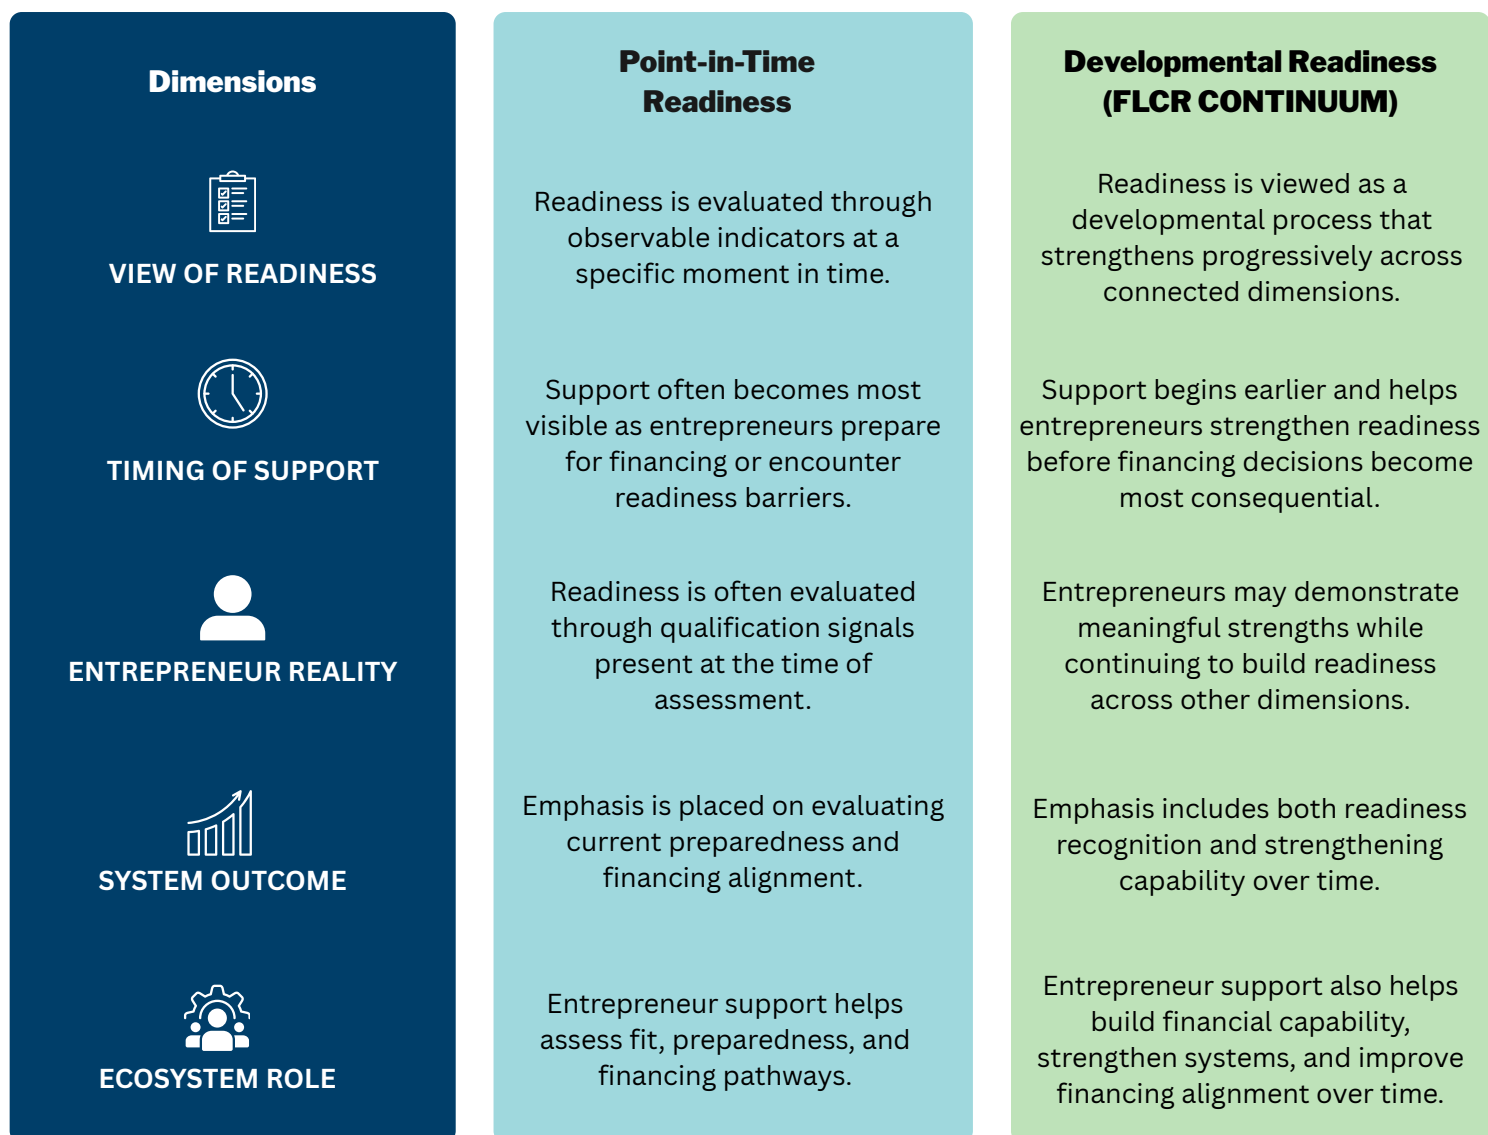 Dimensions
Point-in-Time
Readiness
Developmental Readiness
(FLCR CONTINUUM)
VIEW OF READINESS
Readiness is evaluated through
observable indicators at a
specific moment in time.
Readiness is viewed as a
developmental process that
strengthens progressively across
connected dimensions.
TIMING OF SUPPORT
Support often becomes most
visible as entrepreneurs prepare
for financing or encounter
readiness barriers.
Support begins earlier and helps
entrepreneurs strengthen readiness
before financing decisions become
most consequential.
ENTREPRENEUR REALITY
Readiness is often evaluated
through qualification signals
present at the time of
assessment.
Entrepreneurs may demonstrate
meaningful strengths while
continuing to build readiness
across other dimensions.
SYSTEM OUTCOME
Emphasis is placed on evaluating
current preparedness and
financing alignment.
Emphasis includes both readiness
recognition and strengthening
capability over time.
ECOSYSTEM ROLE
Entrepreneur support helps
assess fit, preparedness, and
financing pathways.
Entrepreneur support also helps
build financial capability,
strengthen systems, and improve
financing alignment over time.